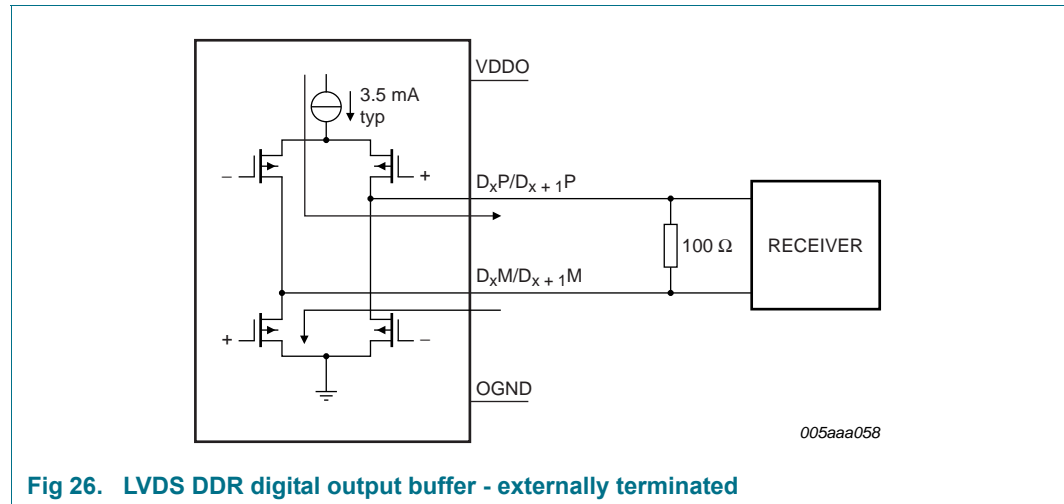 VDDO
3.5 mA
typ
−
+
DxP/Dx + 1P
100 Ω
RECEIVER
DxM/Dx + 1M
+
−
OGND
005aaa058
Fig 26. LVDS DDR digital output buffer - externally terminated